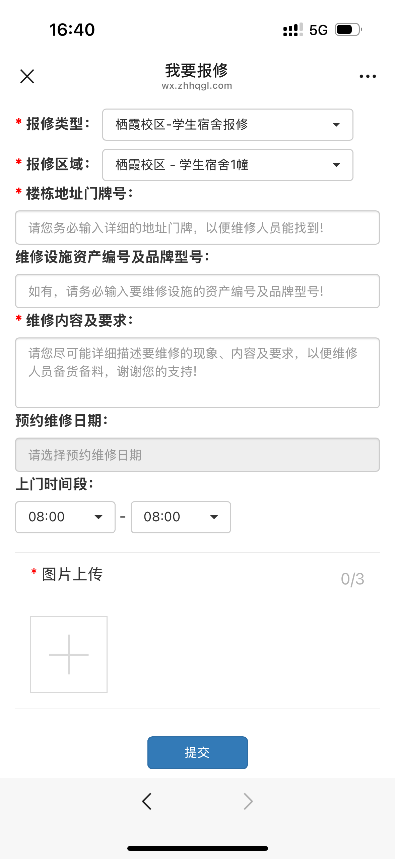 16:40
5G
我要报修
wx.zhhqgl.com
* 报修类型: 栖霞校区-学生宿舍报修
* 报修区域: 栖霞校区 - 学生宿舍1幢
* 楼栋地址门牌号:
请您务必输入详细的地址门牌，以便维修人员能找到!
维修设施资产编号及品牌型号:
如有，请务必输入要维修设施的资产编号及品牌型号!
* 维修内容及要求:
请您尽可能详细描述要维修的现象、内容及要求，以便维修
人员备货备料，谢谢您的支持!
预约维修日期:
请选择预约维修日期
上门时间段:
08:00 - 08:00
* 图片上传
0/3
提交